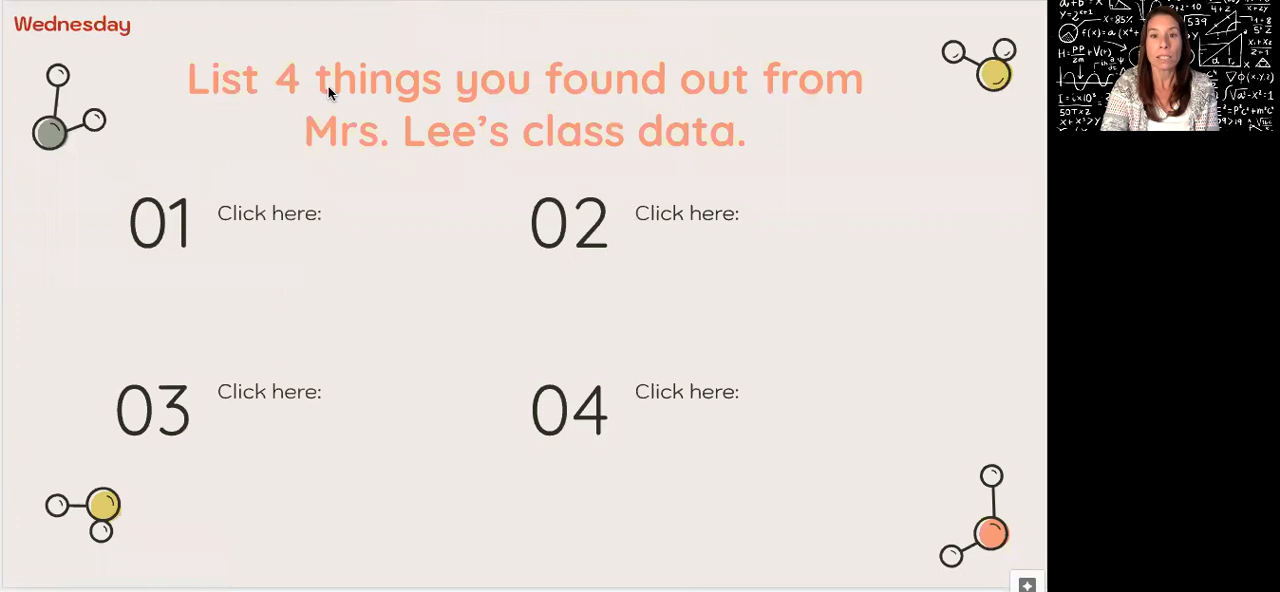 Wednesday
List 4 things you found out from
Mrs. Lee's class data.
01 Click here:
02 Click here:
03 Click here:
04 Click here: